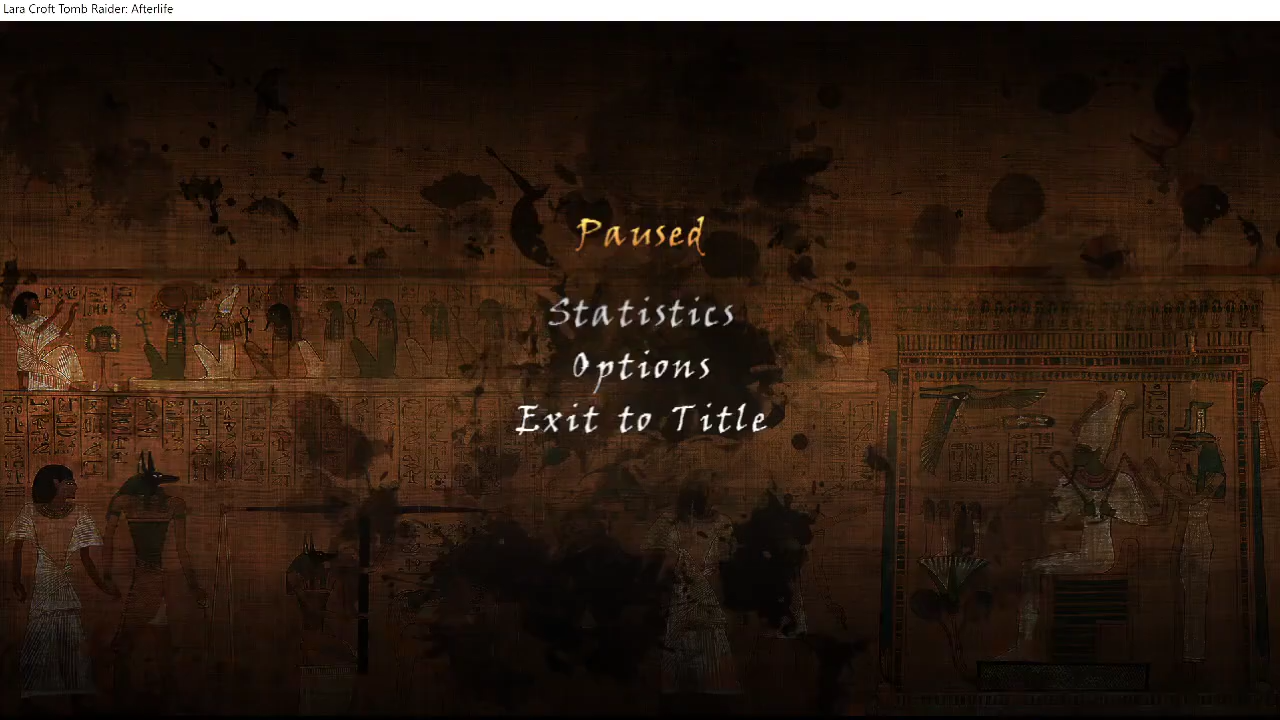 Lara Croft Tomb Raider: Afterlife
Paused
Statistics
Options
Exit to Title